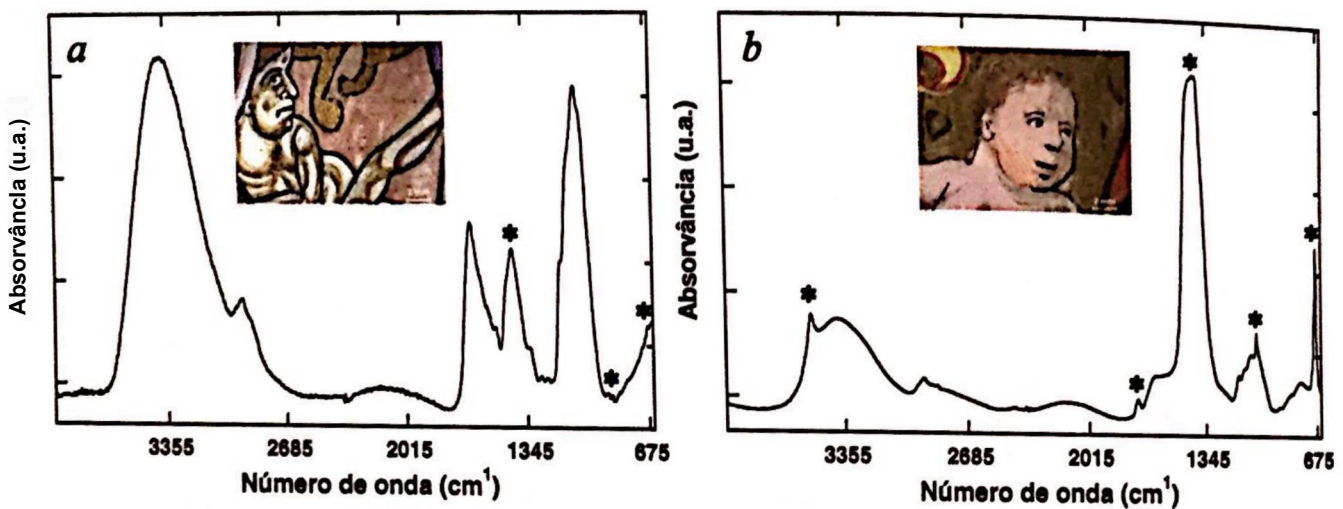 a
Absorvância (u.a.)
3355 2685 2015 1345 675
Número de onda (cm¹)
b
Absorvância (u.a.)
3355 2685 2015 1345 675
Número de onda (cm¹)